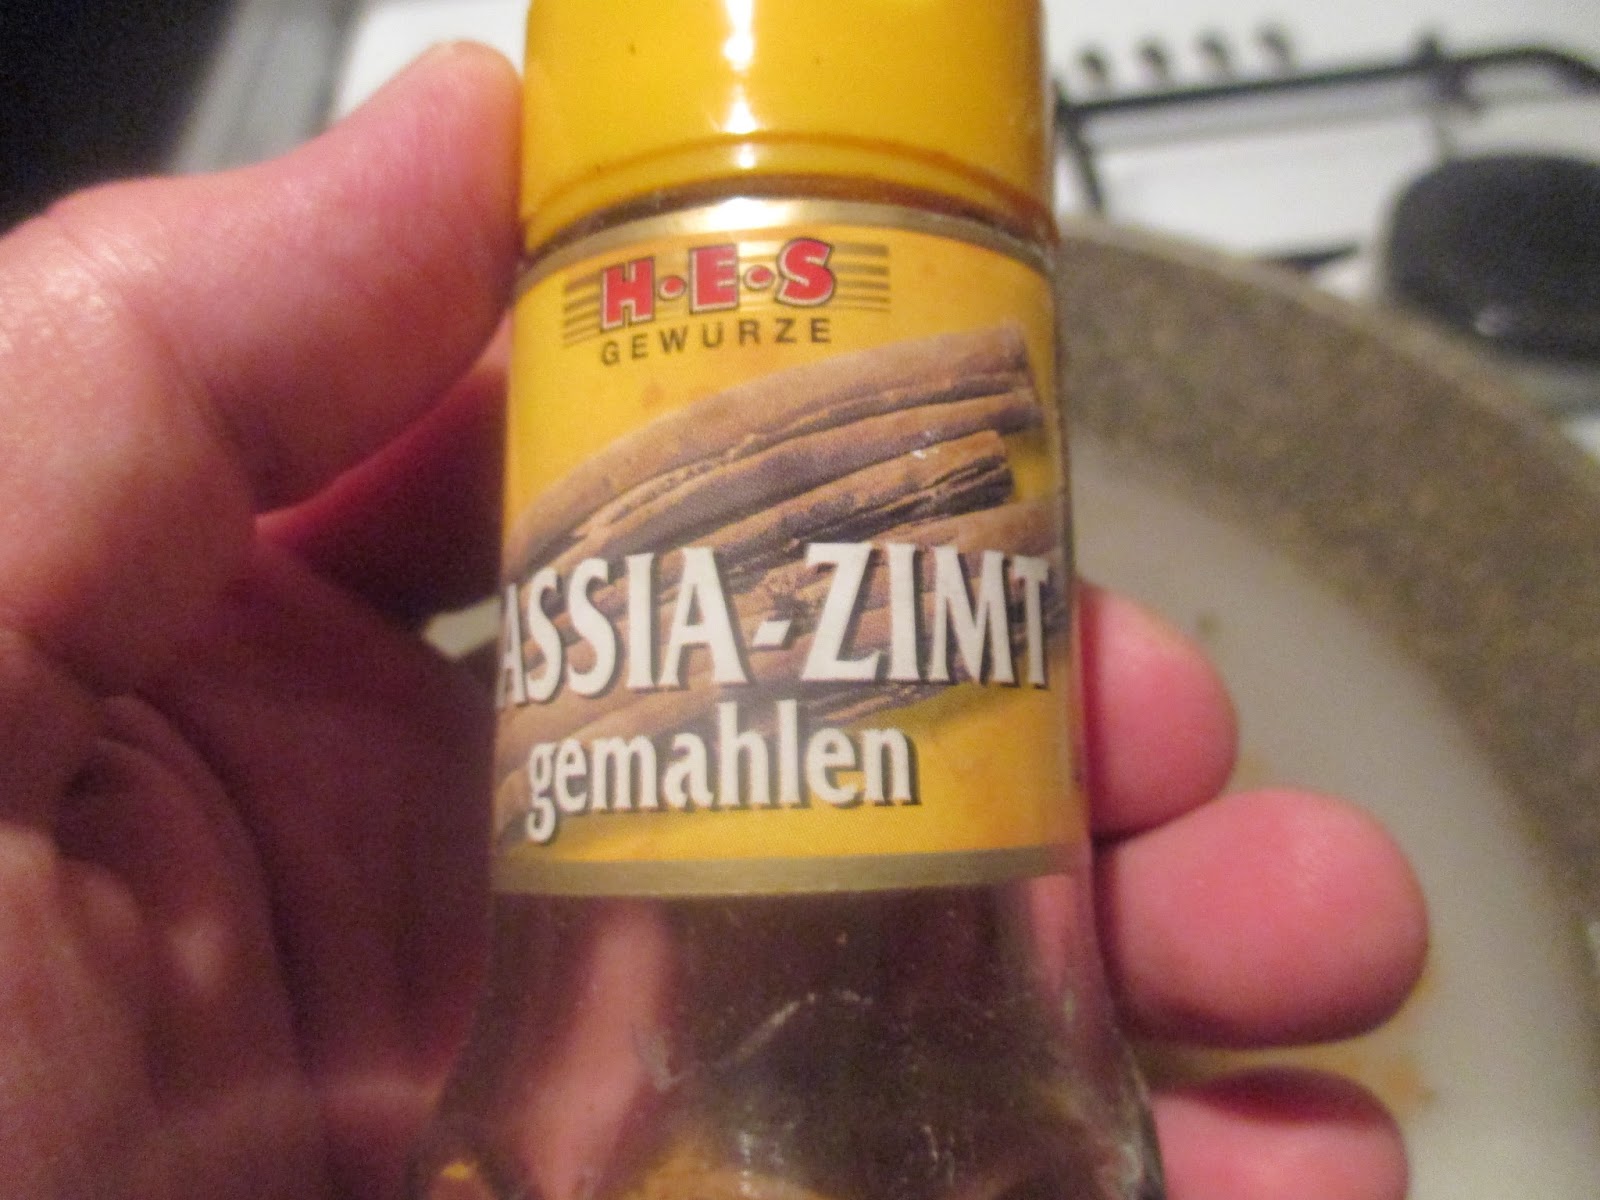 H·E·S
GEWÜRZE
ASSIA-ZIMT
gemahlen